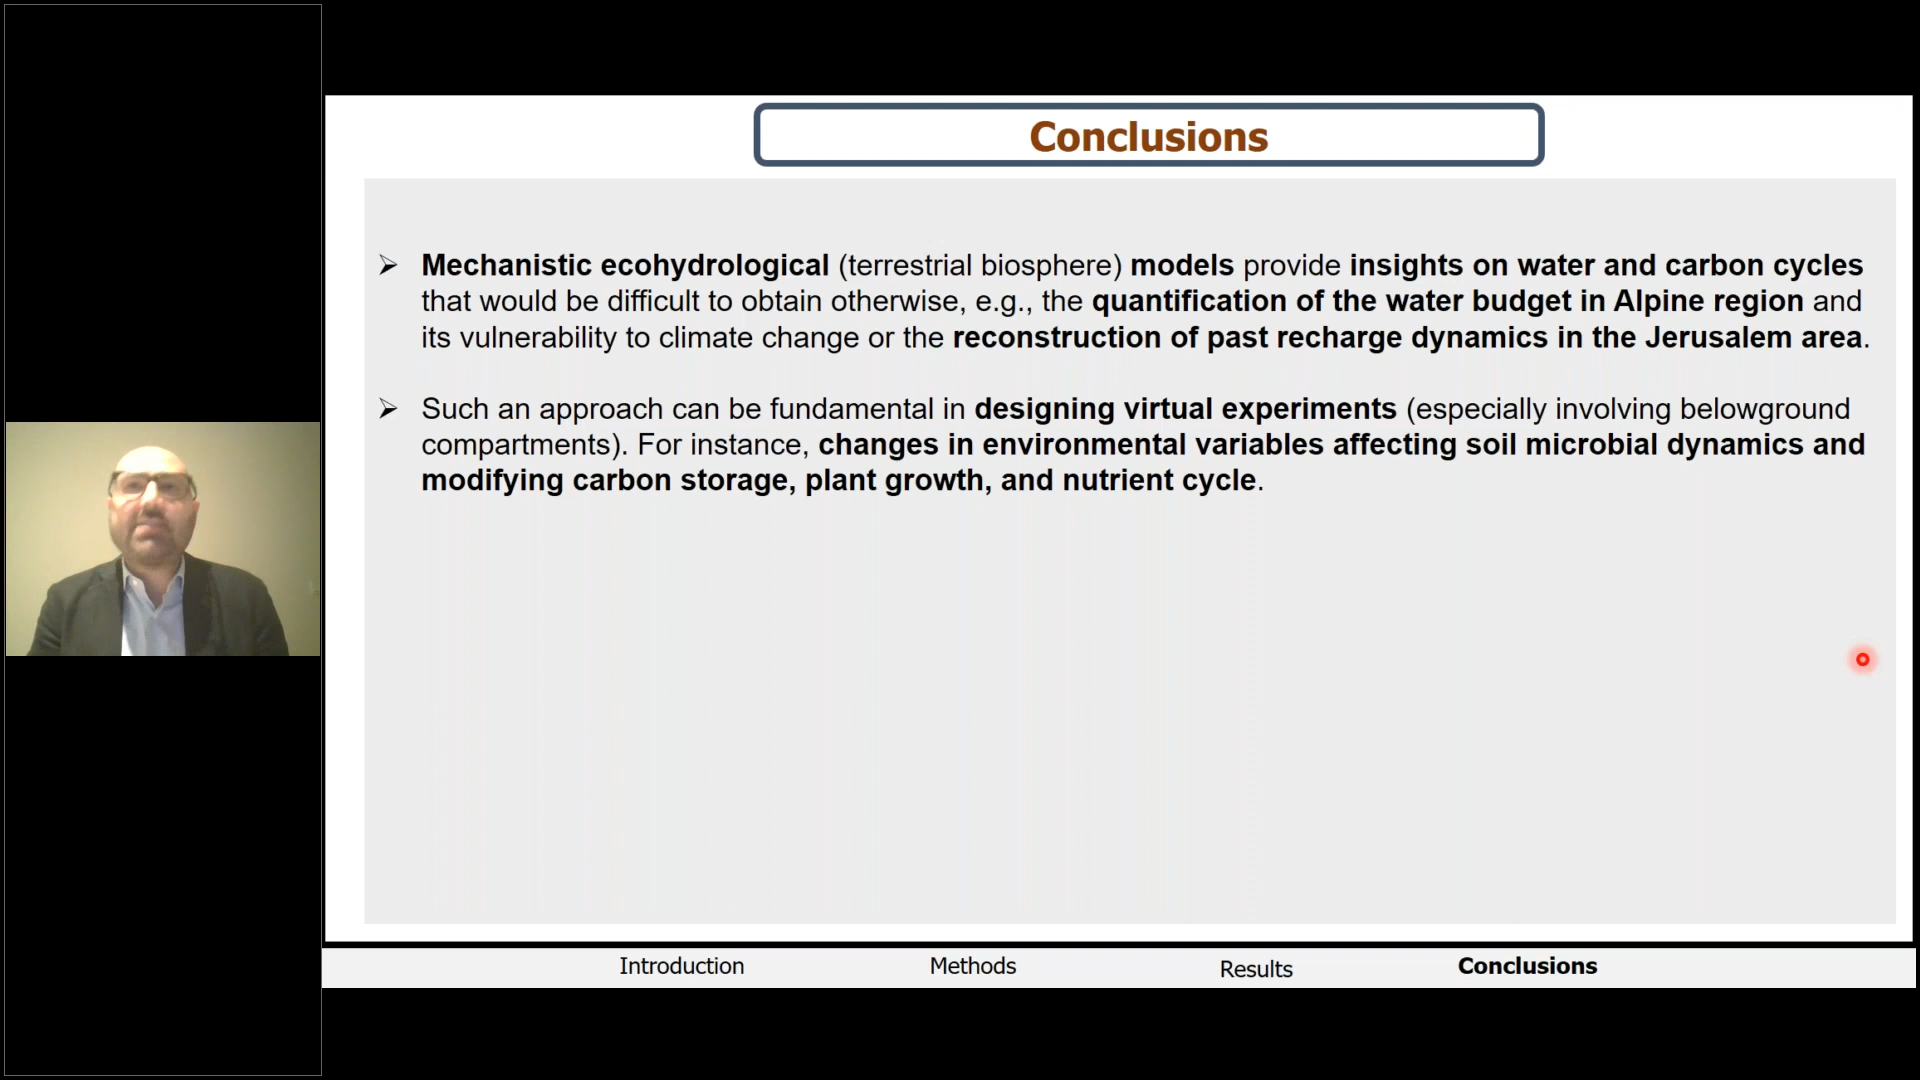 Conclusions
➢ Mechanistic ecohydrological (terrestrial biosphere) models provide insights on water and carbon cycles
that would be difficult to obtain otherwise, e.g., the quantification of the water budget in Alpine region and
its vulnerability to climate change or the reconstruction of past recharge dynamics in the Jerusalem area.
➢ Such an approach can be fundamental in designing virtual experiments (especially involving belowground
compartments). For instance, changes in environmental variables affecting soil microbial dynamics and
modifying carbon storage, plant growth, and nutrient cycle.
Introduction
Methods
Results
Conclusions